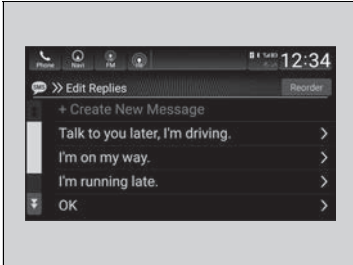 Phone Navi FM
12:34
Edit Replies Reorder
+ Create New Message
Talk to you later, I'm driving.
I'm on my way.
I'm running late.
OK